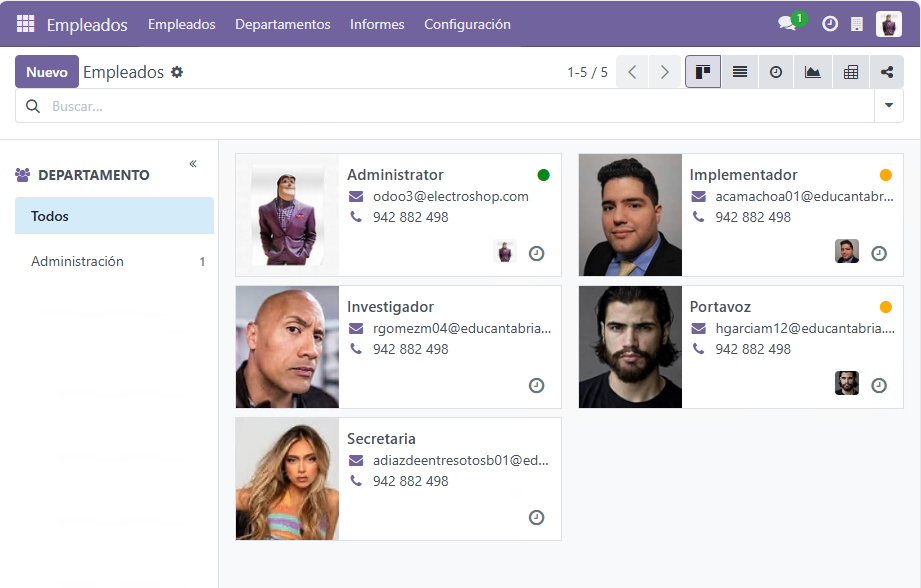 Empleados Empleados Departamentos Informes Configuración 1
Nuevo Empleados 1-5 / 5
Buscar...
« DEPARTAMENTO
Todos
Administración 1
Administrator
odoo3@electroshop.com
942 882 498
Implementador
acamachoa01@educantabr...
942 882 498
Investigador
rgomezm04@educantabria...
942 882 498
Portavoz
hgarciam12@educantabria....
942 882 498
Secretaria
adiazdeentresotosb01@ed...
942 882 498